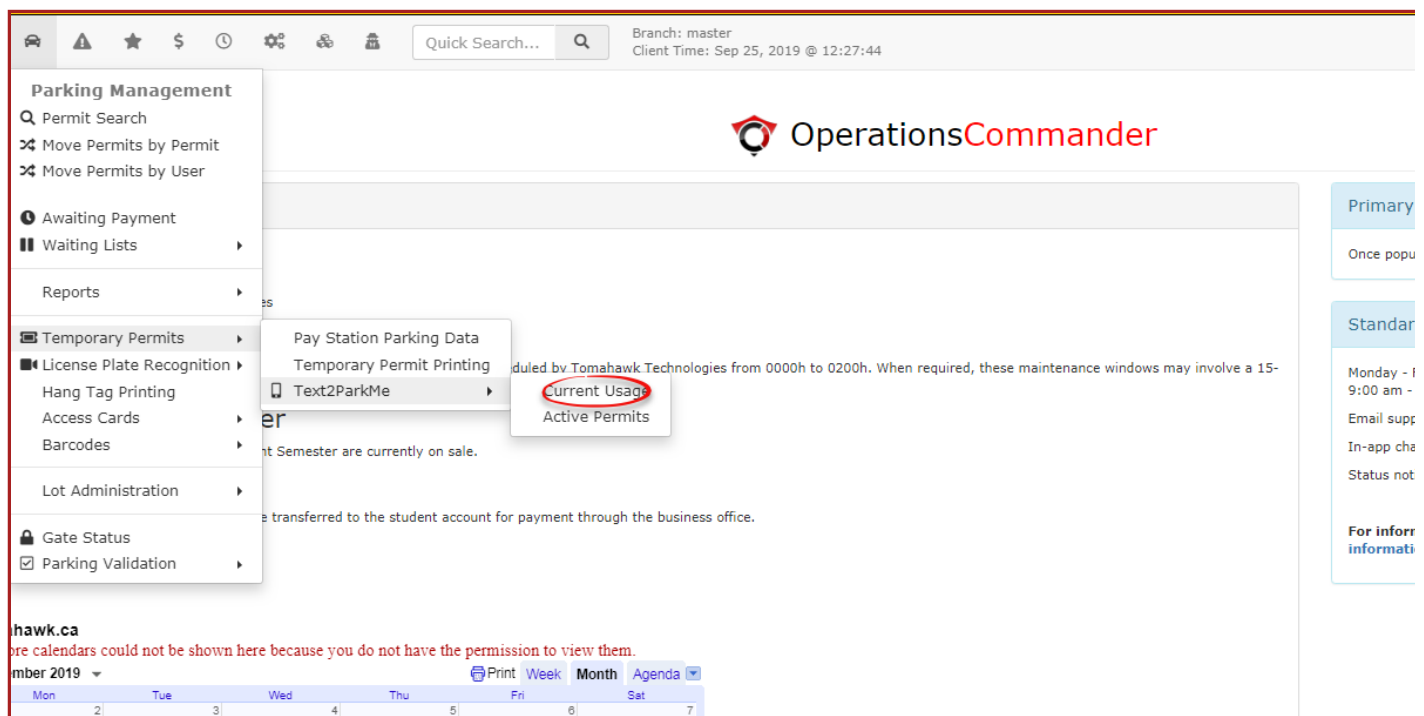 Quick Search...
Branch: master
Client Time: Sep 25, 2019 @ 12:27:44
Parking Management
Permit Search
Move Permits by Permit
Move Permits by User
Awaiting Payment
Waiting Lists
Reports
Temporary Permits
License Plate Recognition
Hang Tag Printing
Access Cards
Barcodes
Lot Administration
Gate Status
Parking Validation
Pay Station Parking Data
Temporary Permit Printing
Text2ParkMe
Current Usage
Active Permits
OperationsCommander
es
duled by Tomahawk Technologies from 0000h to 0200h. When required, these maintenance windows may involve a 15-
er
nt Semester are currently on sale.
e transferred to the student account for payment through the business office.
Primary
Once popu
Standar
Monday - F
9:00 am -
Email supp
In-app cha
Status not
For inform
informatio
hawk.ca
ore calendars could not be shown here because you do not have the permission to view them.
mber 2019 Print Week Month Agenda
Mon Tue Wed Thu Fri Sat
2 3 4 5 6 7